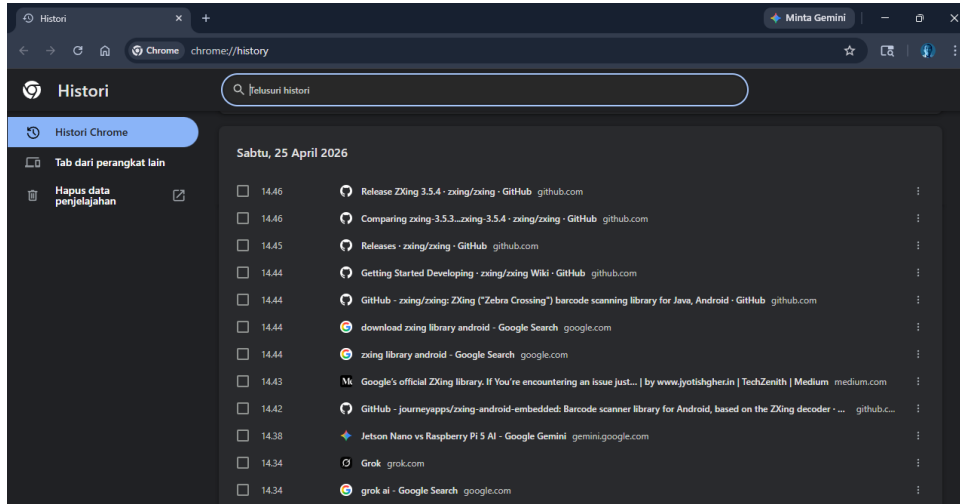 Histori
Minta Gemini
Chrome chrome://history
Histori
Telusuri histori
Histori Chrome
Tab dari perangkat lain
Hapus data
penjelajahan
Sabtu, 25 April 2026
14.46 Release ZXing 3.5.4 · zxing/zxing · GitHub github.com
14.46 Comparing zxing-3.5.3...zxing-3.5.4 · zxing/zxing · GitHub github.com
14.45 Releases · zxing/zxing · GitHub github.com
14.44 Getting Started Developing · zxing/zxing Wiki · GitHub github.com
14.44 GitHub - zxing/zxing: ZXing ("Zebra Crossing") barcode scanning library for Java, Android · GitHub github.com
14.44 download zxing library android - Google Search google.com
14.44 zxing library android - Google Search google.com
14.43 Google's official ZXing library. If You're encountering an issue just... | by www.jyotishgher.in | TechZenith | Medium medium.com
14.42 GitHub - journeyapps/zxing-android-embedded: Barcode scanner library for Android, based on the ZXing decoder · ... github.c...
14.38 Jetson Nano vs Raspberry Pi 5 AI - Google Gemini gemini.google.com
14.34 Grok grok.com
14.34 grok ai - Google Search google.com